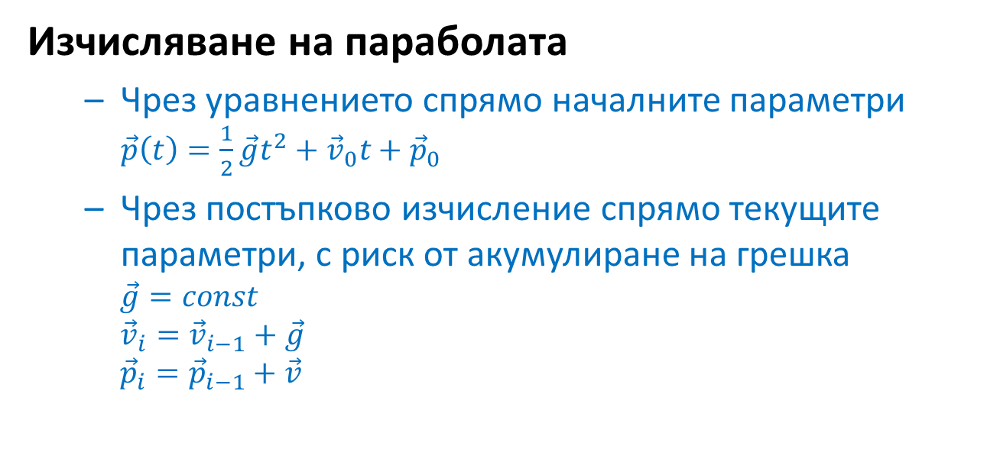 Изчисляване на параболата
– Чрез уравнението спрямо началните параметри
$\vec{p}(t) = \frac{1}{2}\vec{g}t^2 + \vec{v}_0 t + \vec{p}_0$
– Чрез постъпково изчисление спрямо текущите
параметри, с риск от акумулиране на грешка
$\vec{g} = const$
$\vec{v}_i = \vec{v}_{i-1} + \vec{g}$
$\vec{p}_i = \vec{p}_{i-1} + \vec{v}$